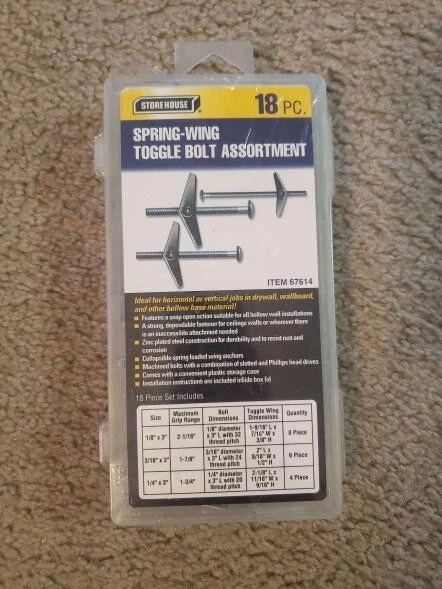 STOREHOUSE
18 PC.
SPRING-WING
TOGGLE BOLT ASSORTMENT
ITEM 67614
Ideal for horizontal or vertical jobs in drywall, wallboard,
and other hollow base material!
Features a snap open action suitable for all hollow wall installations
A strong, dependable fastener for ceilings walls or wherever there
is an inaccessible attachment needed
Zinc plated steel construction for durability and to resist rust and
corrosion
Collapsible spring loaded wing anchors
Machined bolts with a combination of slotted and Phillips head drives
Comes with a convenient plastic storage case
Installation instructions are included inside box lid
18 Piece Set Includes
Size Maximum Grip Range Bolt Dimensions Toggle Wing Dimensions Quantity
1/8" x 3" 2-1/16" 1/8" diameter x 3" L with 32 thread pitch 1-9/16" L x 7/16" W x 3/8" H 8 Piece
3/16" x 3" 1-7/8" 3/16" diameter x 3" L with 24 thread pitch 2" L x 9/16" W x 1/2" H 6 Piece
1/4" x 3" 1-3/4" 1/4" diameter x 3" L with 20 thread pitch 2-1/8" L x 11/16" W x 9/16" H 4 Piece